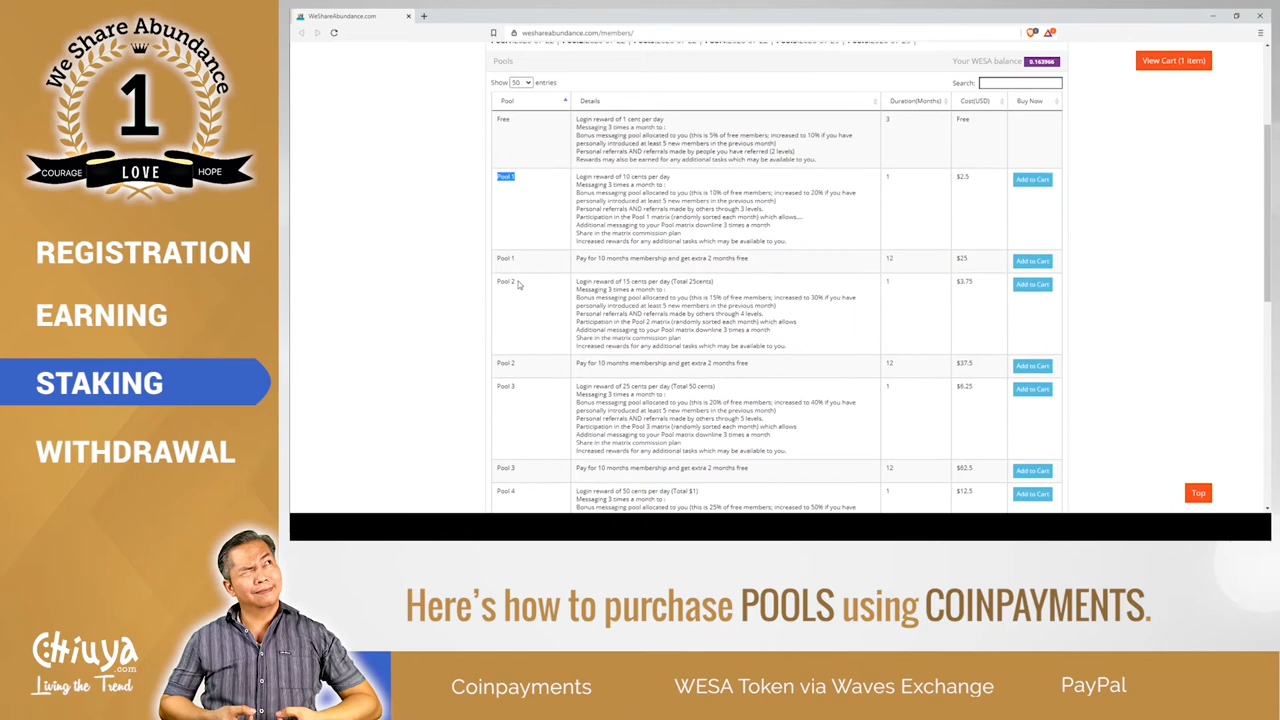 We Share Abundance
1
COURAGE LOVE HOPE
REGISTRATION
EARNING
STAKING
WITHDRAWAL
Chiuya
.com
Living the Trend
WeShareAbundance.com
weshareabundance.com/members/
View Cart (1 item)
Pools Your WESA balance 0.163966
Show 50 entries Search:
Pool Details Duration(Months) Cost(USD) Buy Now
Free Login reward of 1 cent per day 3 Free
Messaging 3 times a month to :
Bonus messaging pool allocated to you (this is 5% of free members; increased to 10% if you have
personally introduced at least 5 new members in the previous month)
Personal referrals AND referrals made by people you have referred (2 levels)
Rewards may also be earned for any additional tasks which may be available to you.
Pool 1 Login reward of 10 cents per day 1 $2.5 Add to Cart
Messaging 3 times a month to :
Bonus messaging pool allocated to you (this is 10% of free members; increased to 20% if you have
personally introduced at least 5 new members in the previous month)
Personal referrals AND referrals made by others through 3 levels.
Participation in the Pool 1 matrix (randomly sorted each month) which allows....
Additional messaging to your Pool matrix downline 3 times a month
Share in the matrix commission plan
Increased rewards for any additional tasks which may be available to you.
Pool 1 Pay for 10 months membership and get extra 2 months free 12 $25 Add to Cart
Pool 2 Login reward of 15 cents per day (Total 25cents) 1 $3.75 Add to Cart
Messaging 3 times a month to :
Bonus messaging pool allocated to you (this is 15% of free members; increased to 30% if you have
personally introduced at least 5 new members in the previous month)
Personal referrals AND referrals made by others through 4 levels.
Participation in the Pool 2 matrix (randomly sorted each month) which allows
Additional messaging to your Pool matrix downline 3 times a month
Share in the matrix commission plan
Increased rewards for any additional tasks which may be available to you.
Pool 2 Pay for 10 months membership and get extra 2 months free 12 $37.5 Add to Cart
Pool 3 Login reward of 25 cents per day (Total 50 cents) 1 $6.25 Add to Cart
Messaging 3 times a month to :
Bonus messaging pool allocated to you (this is 20% of free members; increased to 40% if you have
personally introduced at least 5 new members in the previous month)
Personal referrals AND referrals made by others through 5 levels.
Participation in the Pool 3 matrix (randomly sorted each month) which allows
Additional messaging to your Pool matrix downline 3 times a month
Share in the matrix commission plan
Increased rewards for any additional tasks which may be available to you.
Pool 3 Pay for 10 months membership and get extra 2 months free 12 $62.5 Add to Cart
Pool 4 Login reward of 50 cents per day (Total $1) 1 $12.5 Add to Cart
Messaging 3 times a month to :
Bonus messaging pool allocated to you (this is 25% of free members; increased to 50% if you have
Top
Here's how to purchase POOLS using COINPAYMENTS.
Coinpayments WESA Token via Waves Exchange PayPal